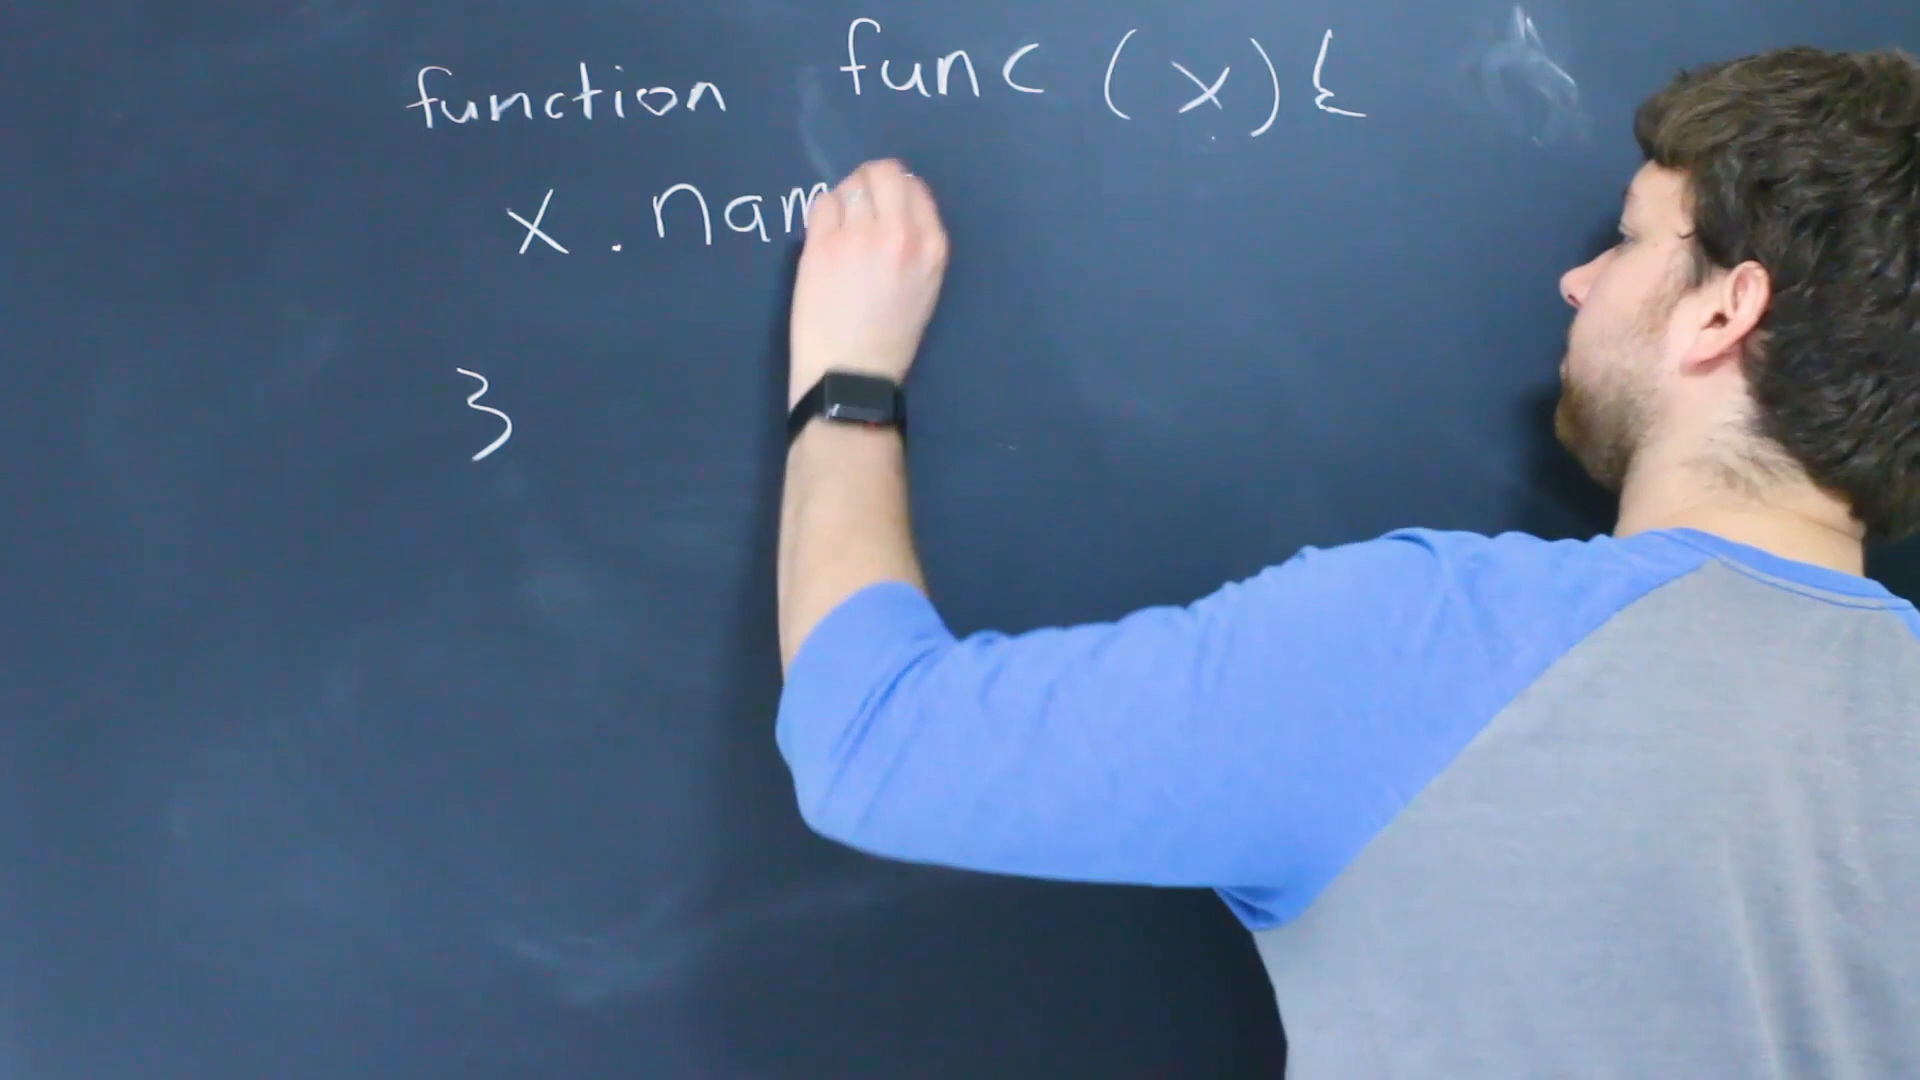 function func (x) {
x . nam
}